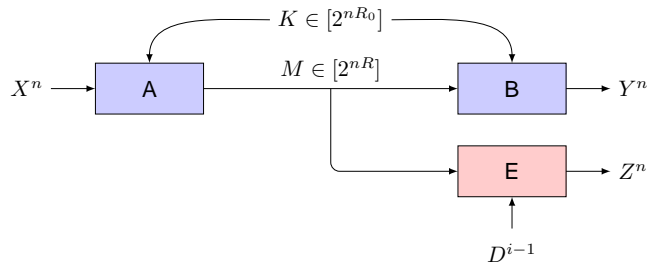 K ∈ [2^{nR_0}]
M ∈ [2^{nR}]
X^n A B Y^n
E Z^n
D^{i−1}